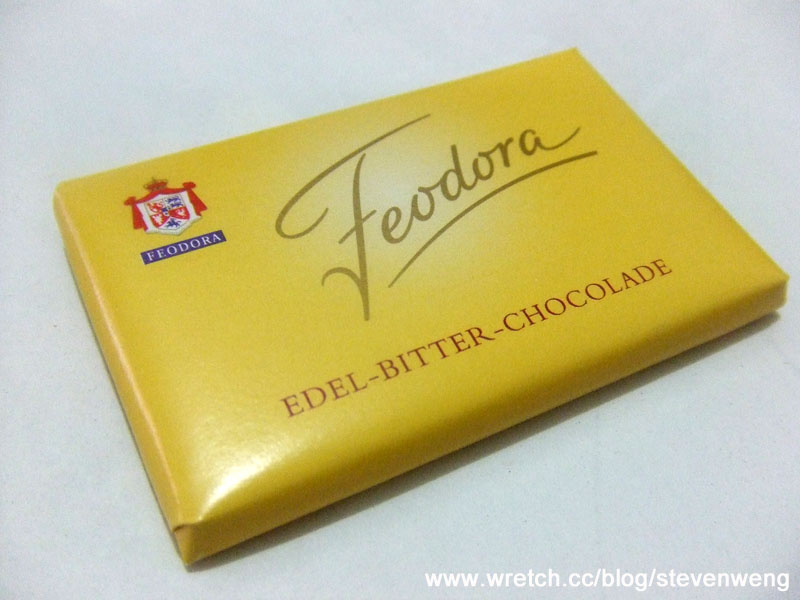 Feodora
FEODORA
EDEL-BITTER-CHOCOLADE
www.wretch.cc/blog/stevenweng